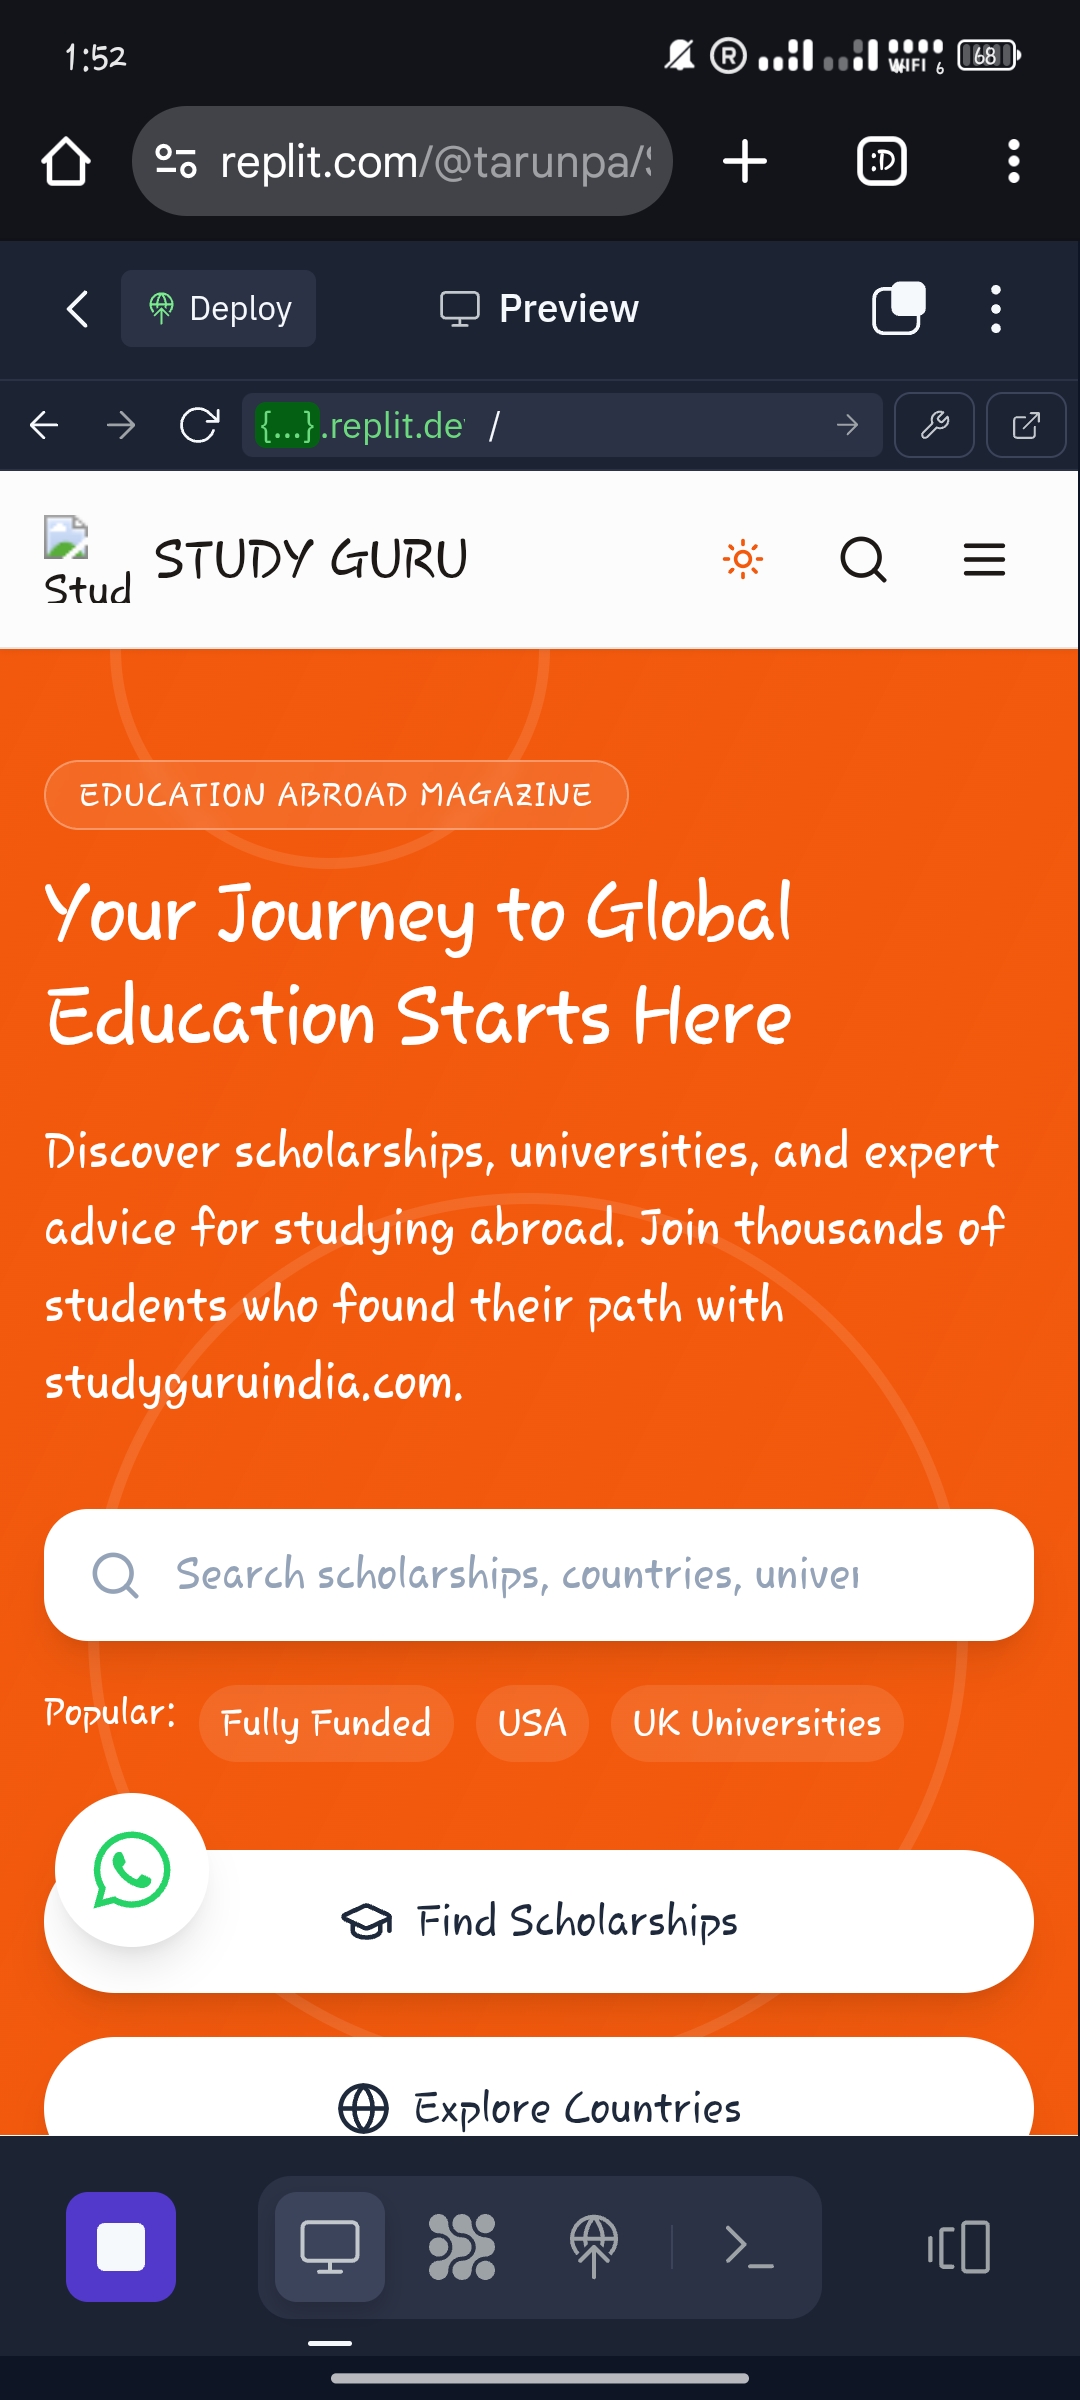 1:52
R
WIFI 6
68
replit.com/@tarunpa/
:D
Deploy
Preview
{...}.replit.de
/
Stud
STUDY GURU
EDUCATION ABROAD MAGAZINE
Your Journey to Global
Education Starts Here
Discover scholarships, universities, and expert
advice for studying abroad. Join thousands of
students who found their path with
studyguruindia.com.
Search scholarships, countries, univer
Popular:
Fully Funded
USA
UK Universities
Find Scholarships
Explore Countries